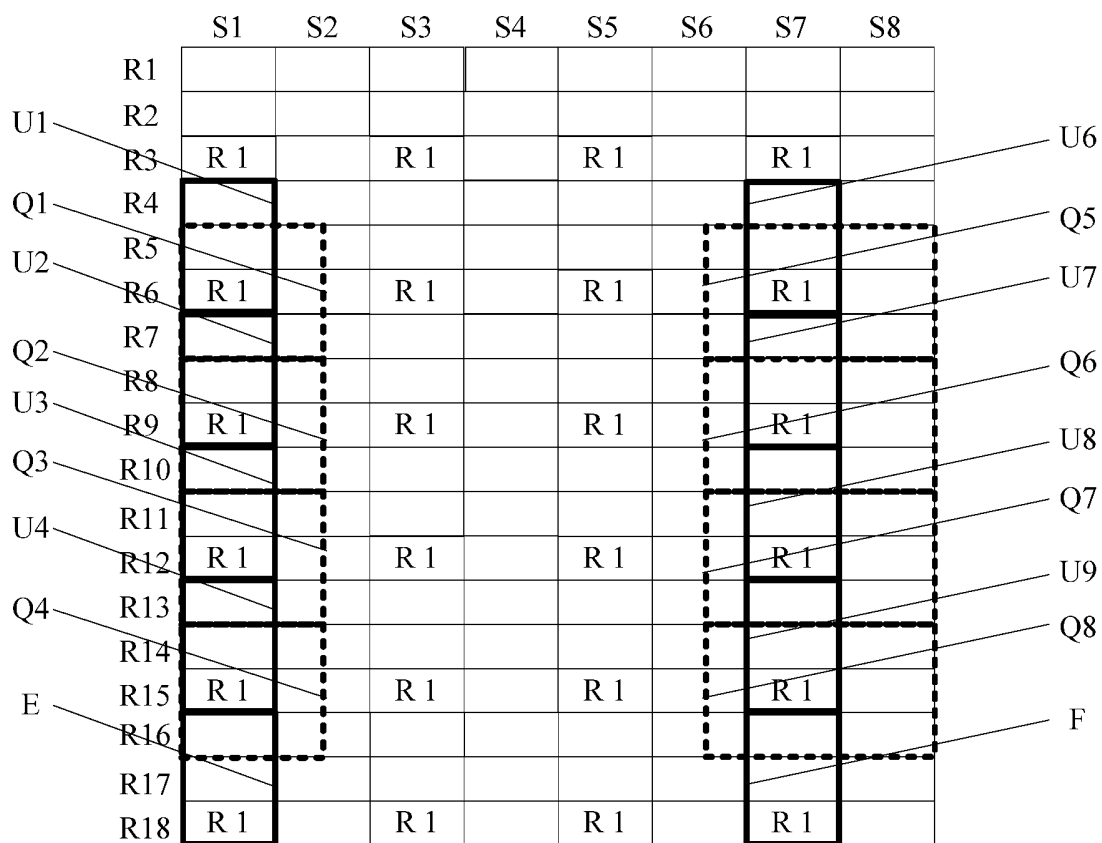 S1 S2 S3 S4 S5 S6 S7 S8
R1
R2
U1 U6
R3 R 1 R 1 R 1 R 1
R4
Q1 Q5
R5
U2 U7
R6 R 1 R 1 R 1 R 1
R7
Q2 Q6
R8
U3 U8
R9 R 1 R 1 R 1 R 1
R10
Q3 Q7
R11
U4 U9
R12 R 1 R 1 R 1 R 1
R13
Q4 Q8
R14
R15 R 1 R 1 R 1 R 1
E F
R16
R17
R18 R 1 R 1 R 1 R 1